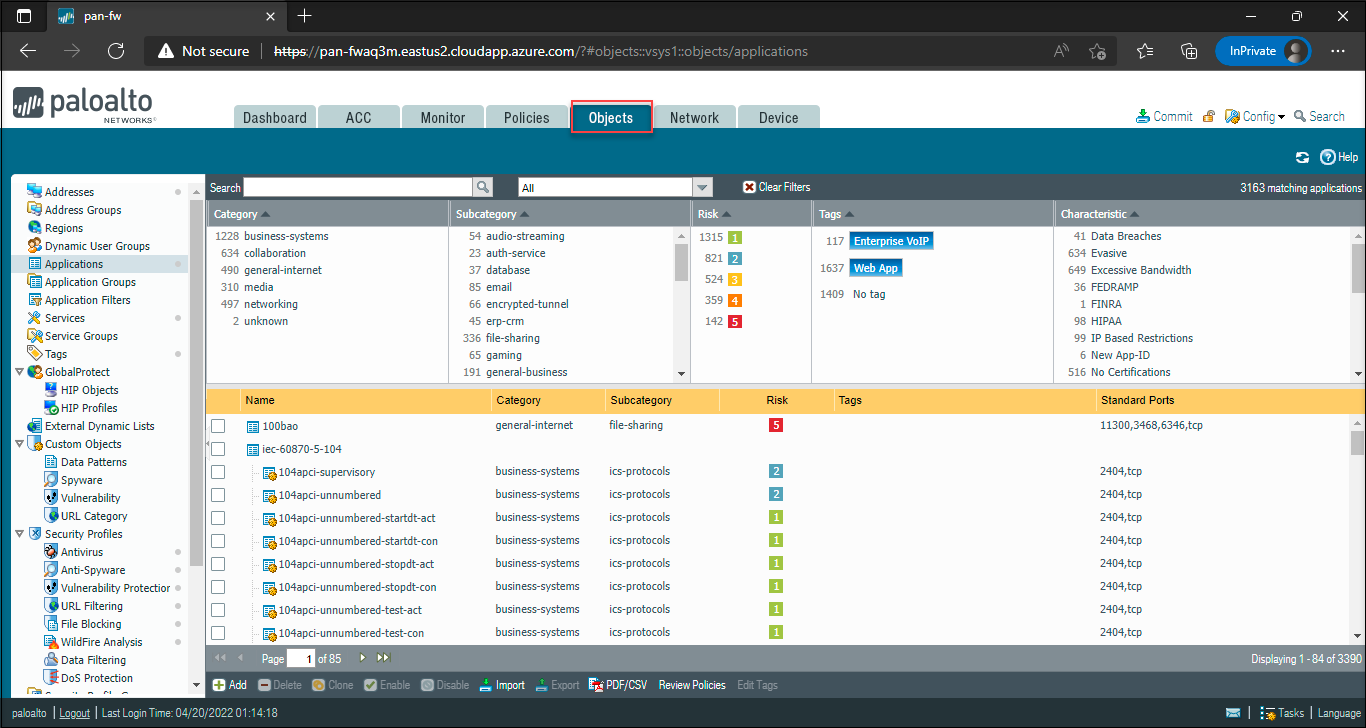 pan-fw
Not secure https://pan-fwaq3m.eastus2.cloudapp.azure.com/?#objects::vsys1::objects/applications InPrivate
paloalto
NETWORKS®
Dashboard ACC Monitor Policies Objects Network Device
Commit Config Search
Help
Addresses
Address Groups
Regions
Dynamic User Groups
Applications
Application Groups
Application Filters
Services
Service Groups
Tags
GlobalProtect
HIP Objects
HIP Profiles
External Dynamic Lists
Custom Objects
Data Patterns
Spyware
Vulnerability
URL Category
Security Profiles
Antivirus
Anti-Spyware
Vulnerability Protection
URL Filtering
File Blocking
WildFire Analysis
Data Filtering
DoS Protection
Search All Clear Filters 3163 matching applications
Category Subcategory Risk Tags Characteristic
1228 business-systems
634 collaboration
490 general-internet
310 media
497 networking
2 unknown
54 audio-streaming
23 auth-service
37 database
85 email
66 encrypted-tunnel
45 erp-crm
336 file-sharing
65 gaming
191 general-business
1315 1
821 2
524 3
359 4
142 5
117 Enterprise VoIP
1637 Web App
1409 No tag
41 Data Breaches
634 Evasive
649 Excessive Bandwidth
36 FEDRAMP
1 FINRA
98 HIPAA
99 IP Based Restrictions
6 New App-ID
516 No Certifications
Name Category Subcategory Risk Tags Standard Ports
100bao general-internet file-sharing 5 11300,3468,6346,tcp
iec-60870-5-104
104apci-supervisory business-systems ics-protocols 2 2404,tcp
104apci-unnumbered business-systems ics-protocols 2 2404,tcp
104apci-unnumbered-startdt-act business-systems ics-protocols 1 2404,tcp
104apci-unnumbered-startdt-con business-systems ics-protocols 1 2404,tcp
104apci-unnumbered-stopdt-act business-systems ics-protocols 1 2404,tcp
104apci-unnumbered-stopdt-con business-systems ics-protocols 1 2404,tcp
104apci-unnumbered-test-act business-systems ics-protocols 1 2404,tcp
104apci-unnumbered-test-con business-systems ics-protocols 1 2404,tcp
Page 1 of 85 Displaying 1 - 84 of 3390
Add Delete Clone Enable Disable Import Export PDF/CSV Review Policies Edit Tags
paloalto | Logout | Last Login Time: 04/20/2022 01:14:18 | Tasks | Language